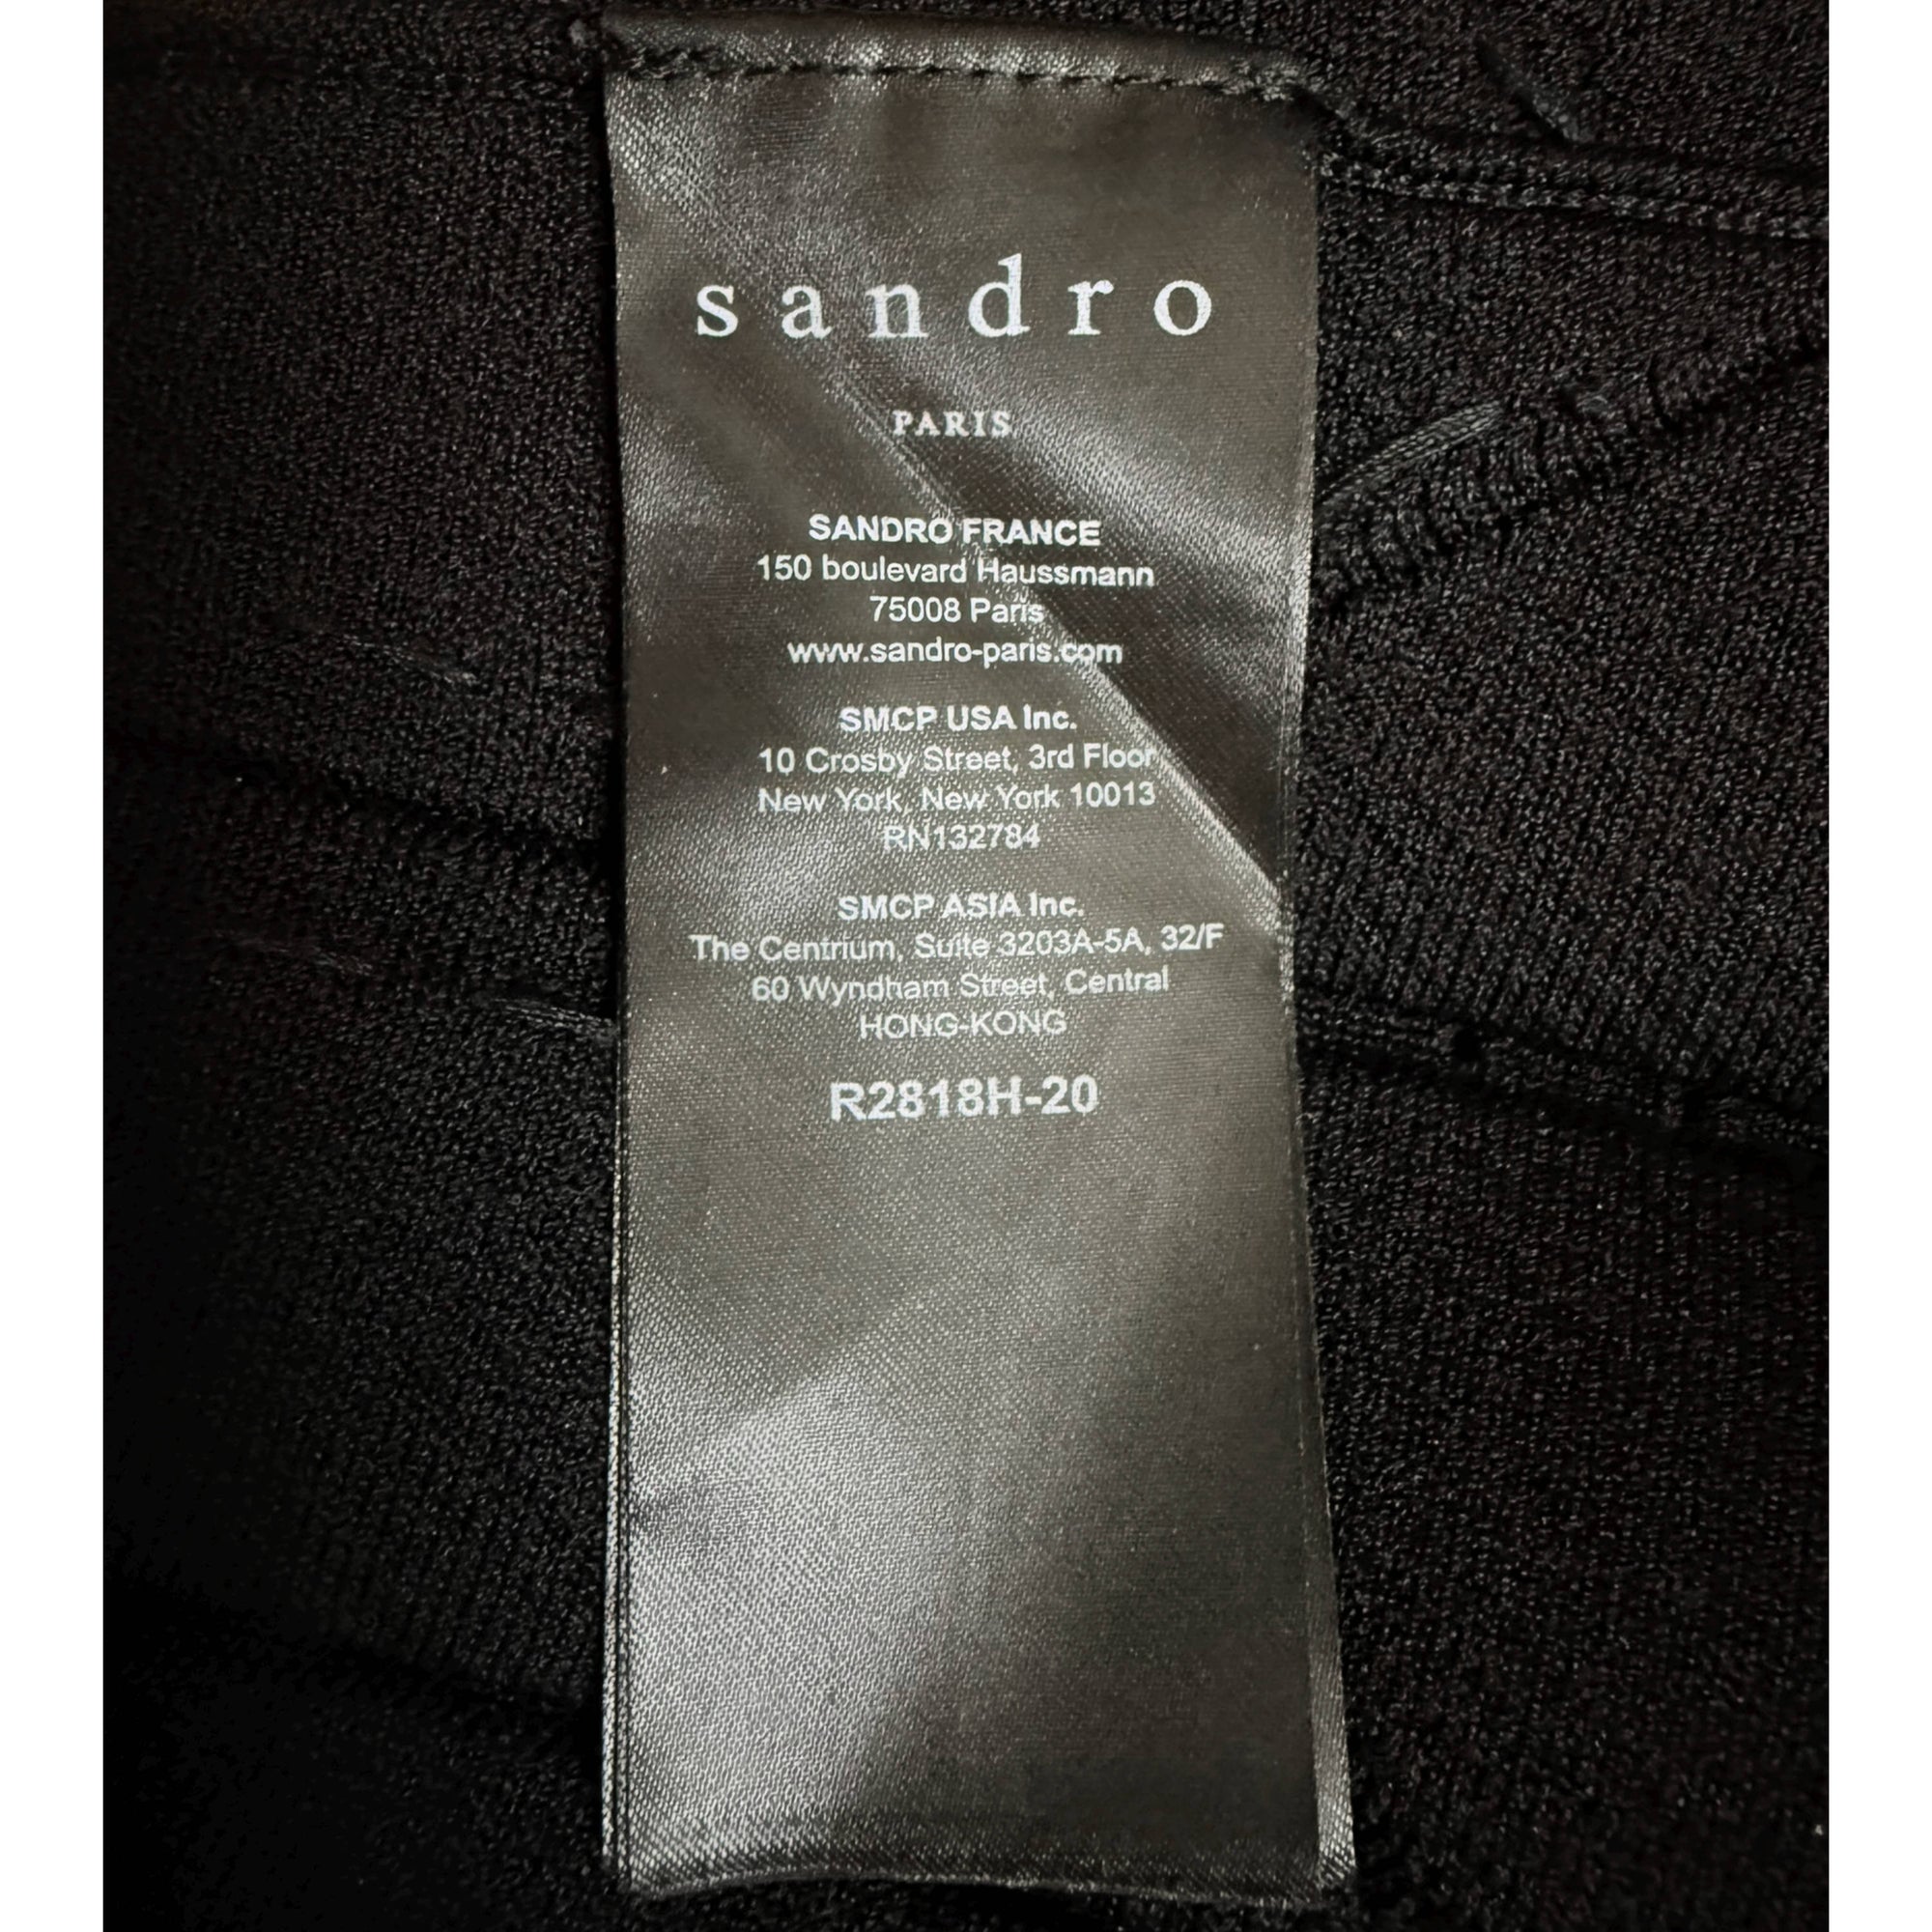 sandro
PARIS
SANDRO FRANCE
150 boulevard Haussmann
75008 Paris
www.sandro-paris.com
SMCP USA Inc.
10 Crosby Street, 3rd Floor
New York, New York 10013
RN132784
SMCP ASIA Inc.
The Centrium, Suite 3203A-5A, 32/F
60 Wyndham Street, Central
HONG-KONG
R2818H-20